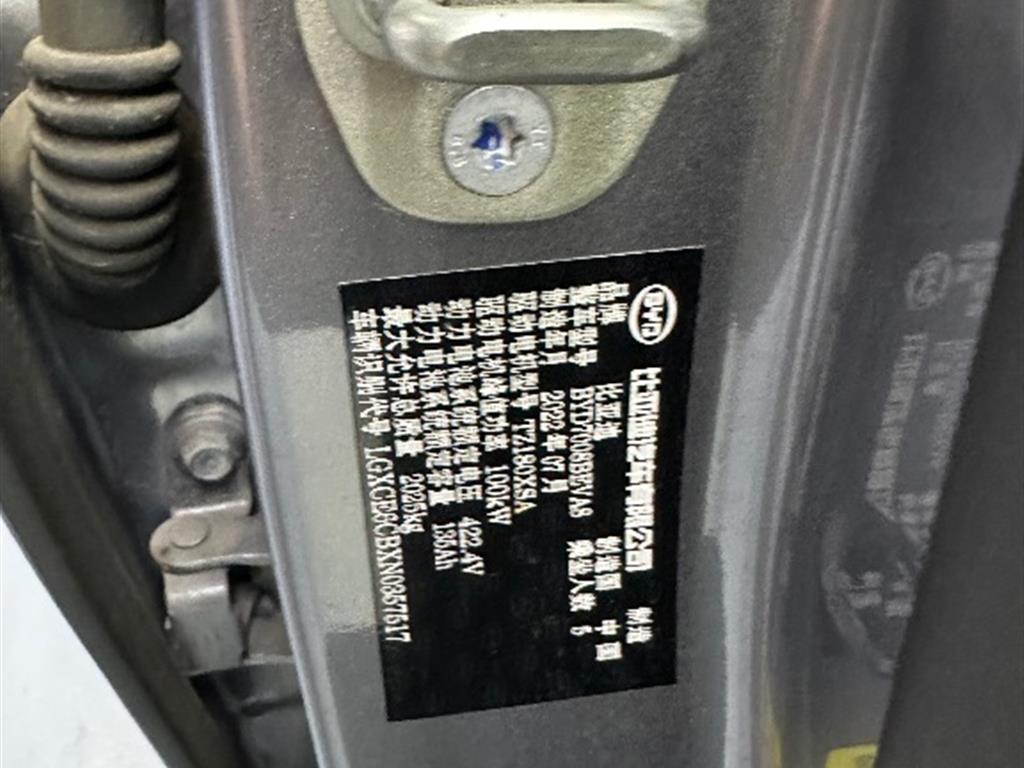 BYD 比亚迪汽车有限公司 制造
品牌 比亚迪 制造国 中国
整车型号 BYD7008BEVA8 乘坐人数 5
制造年月 2022年07月
驱动电机型号 TZ180XSA
驱动电机峰值功率 100kW
动力电池系统额定电压 422.4V
动力电池系统额定容量 135Ah
最大允许总质量 2025kg
车辆识别代号